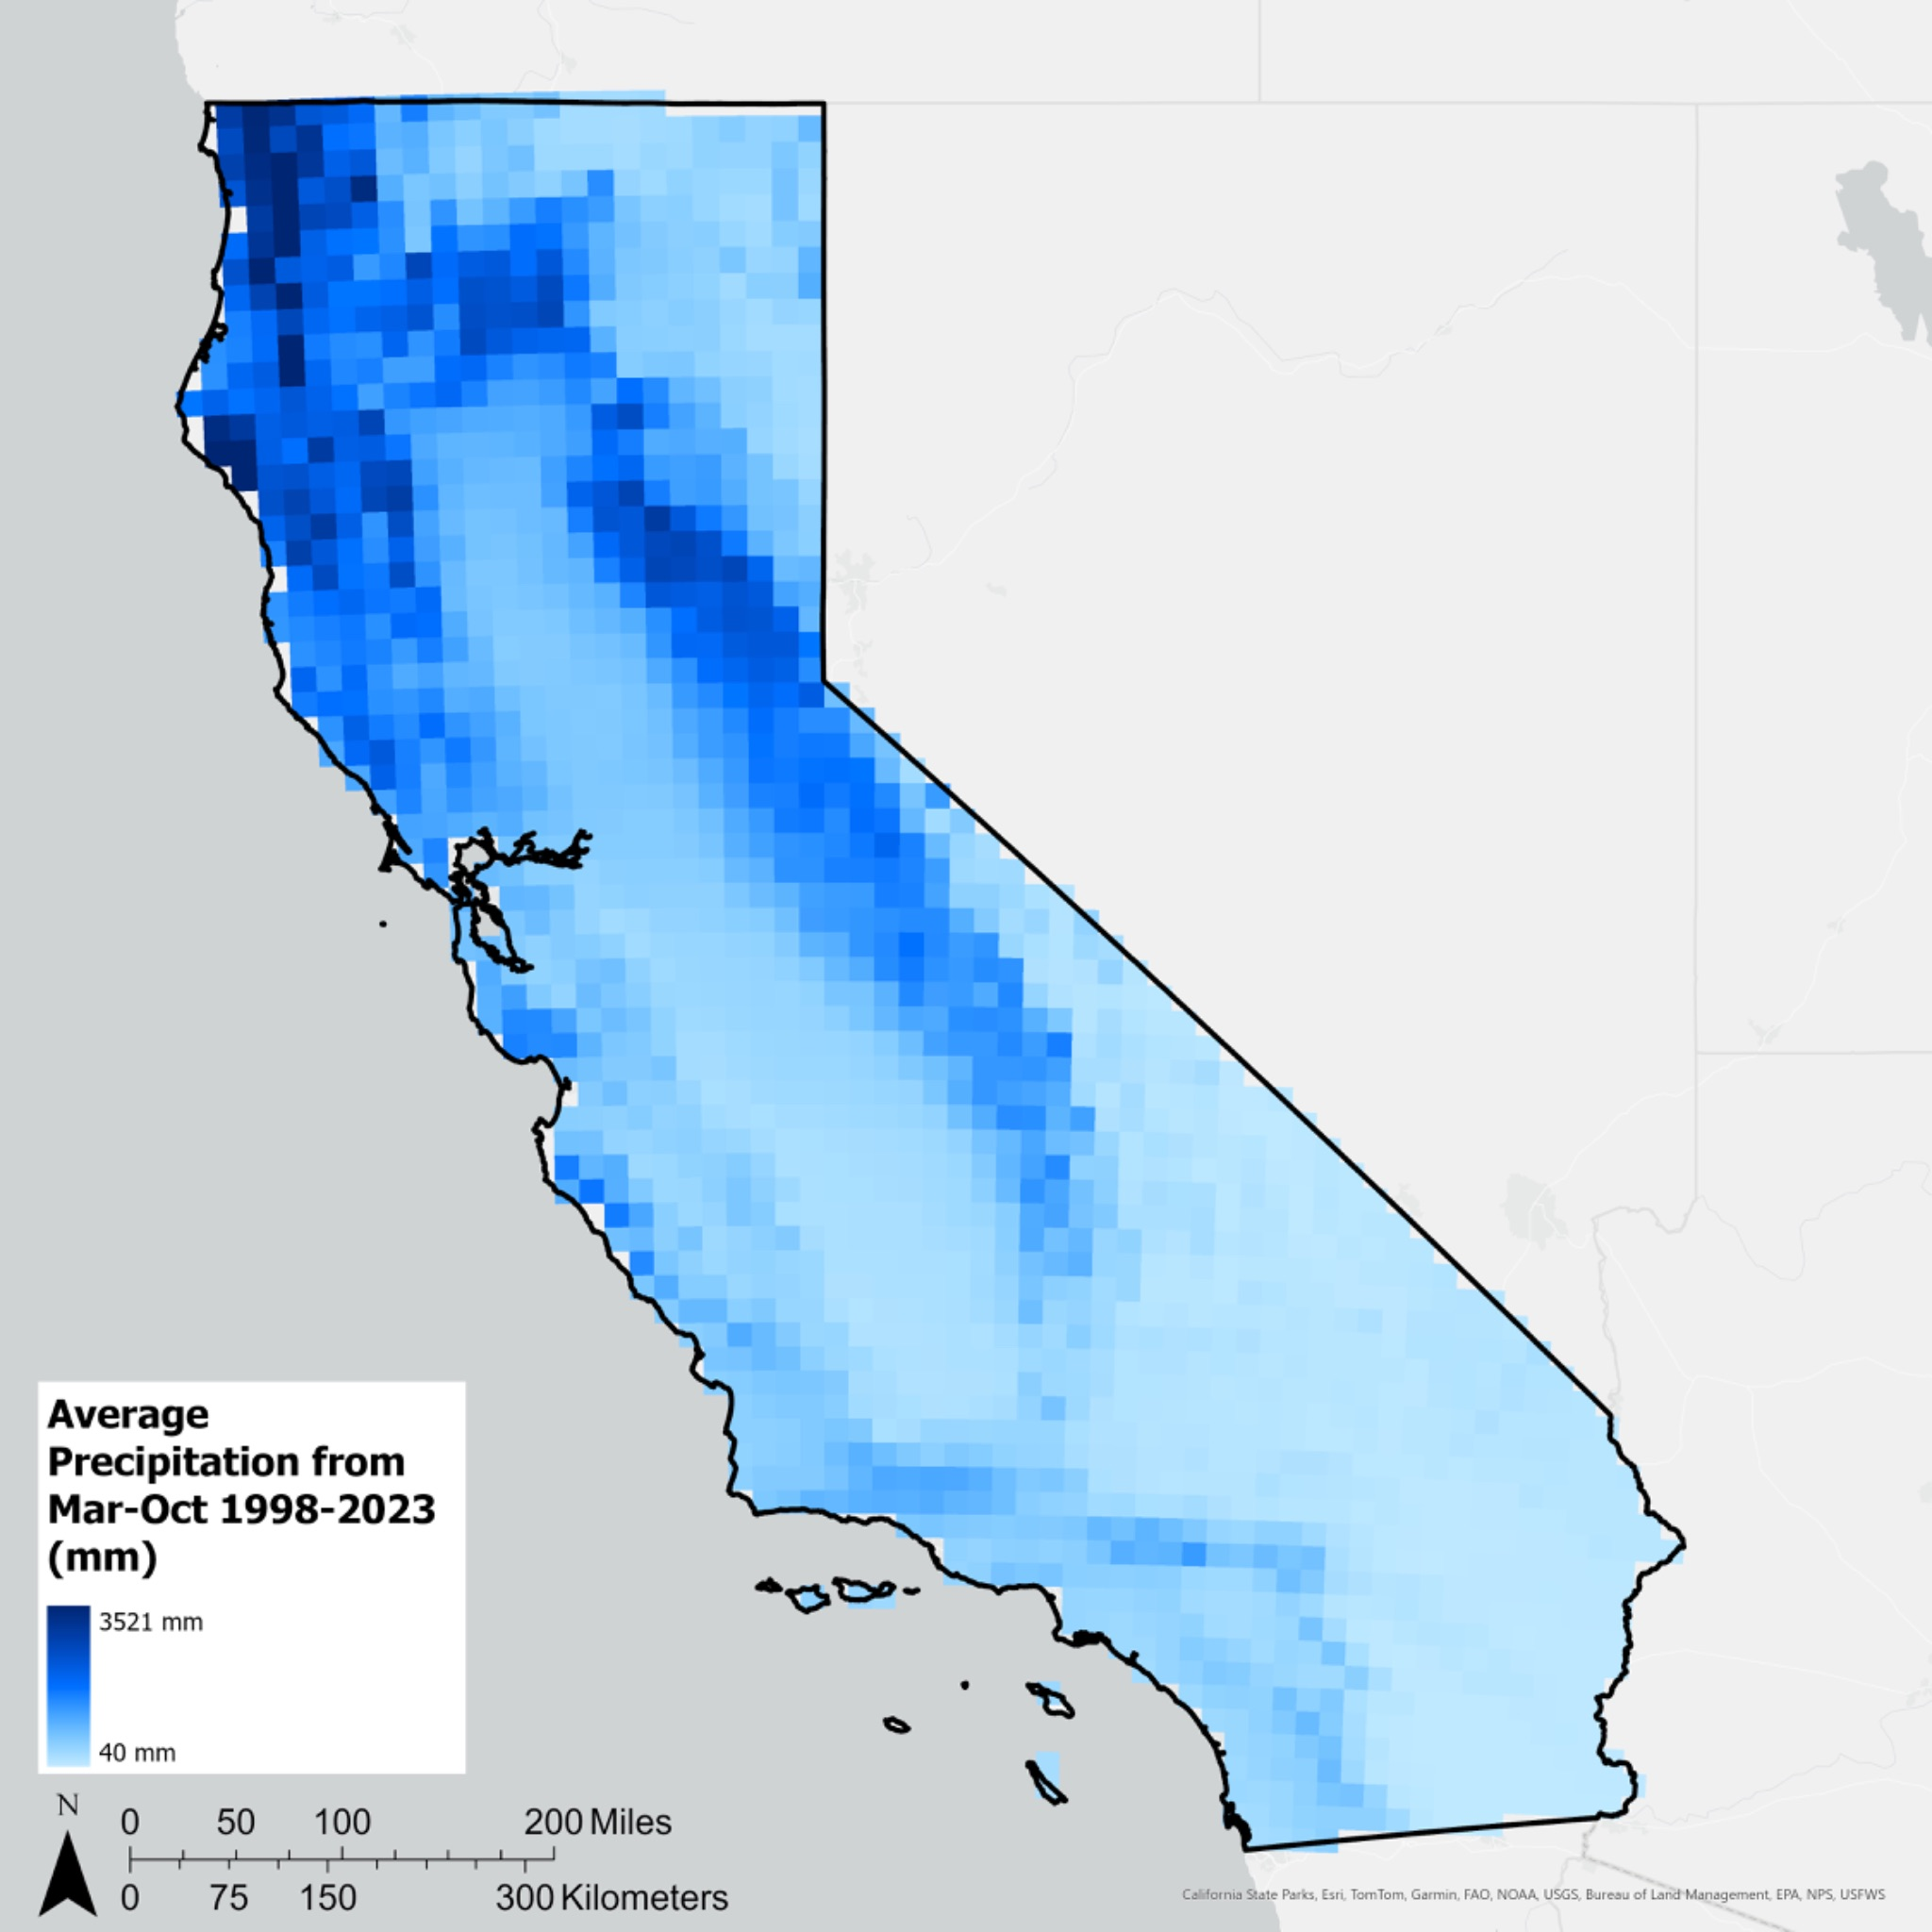 Average
Precipitation from
Mar-Oct 1998-2023
(mm)
3521 mm
40 mm
N
0 50 100 200 Miles
0 75 150 300 Kilometers
California State Parks, Esri, TomTom, Garmin, FAO, NOAA, USGS, Bureau of Land Management, EPA, NPS, USFWS